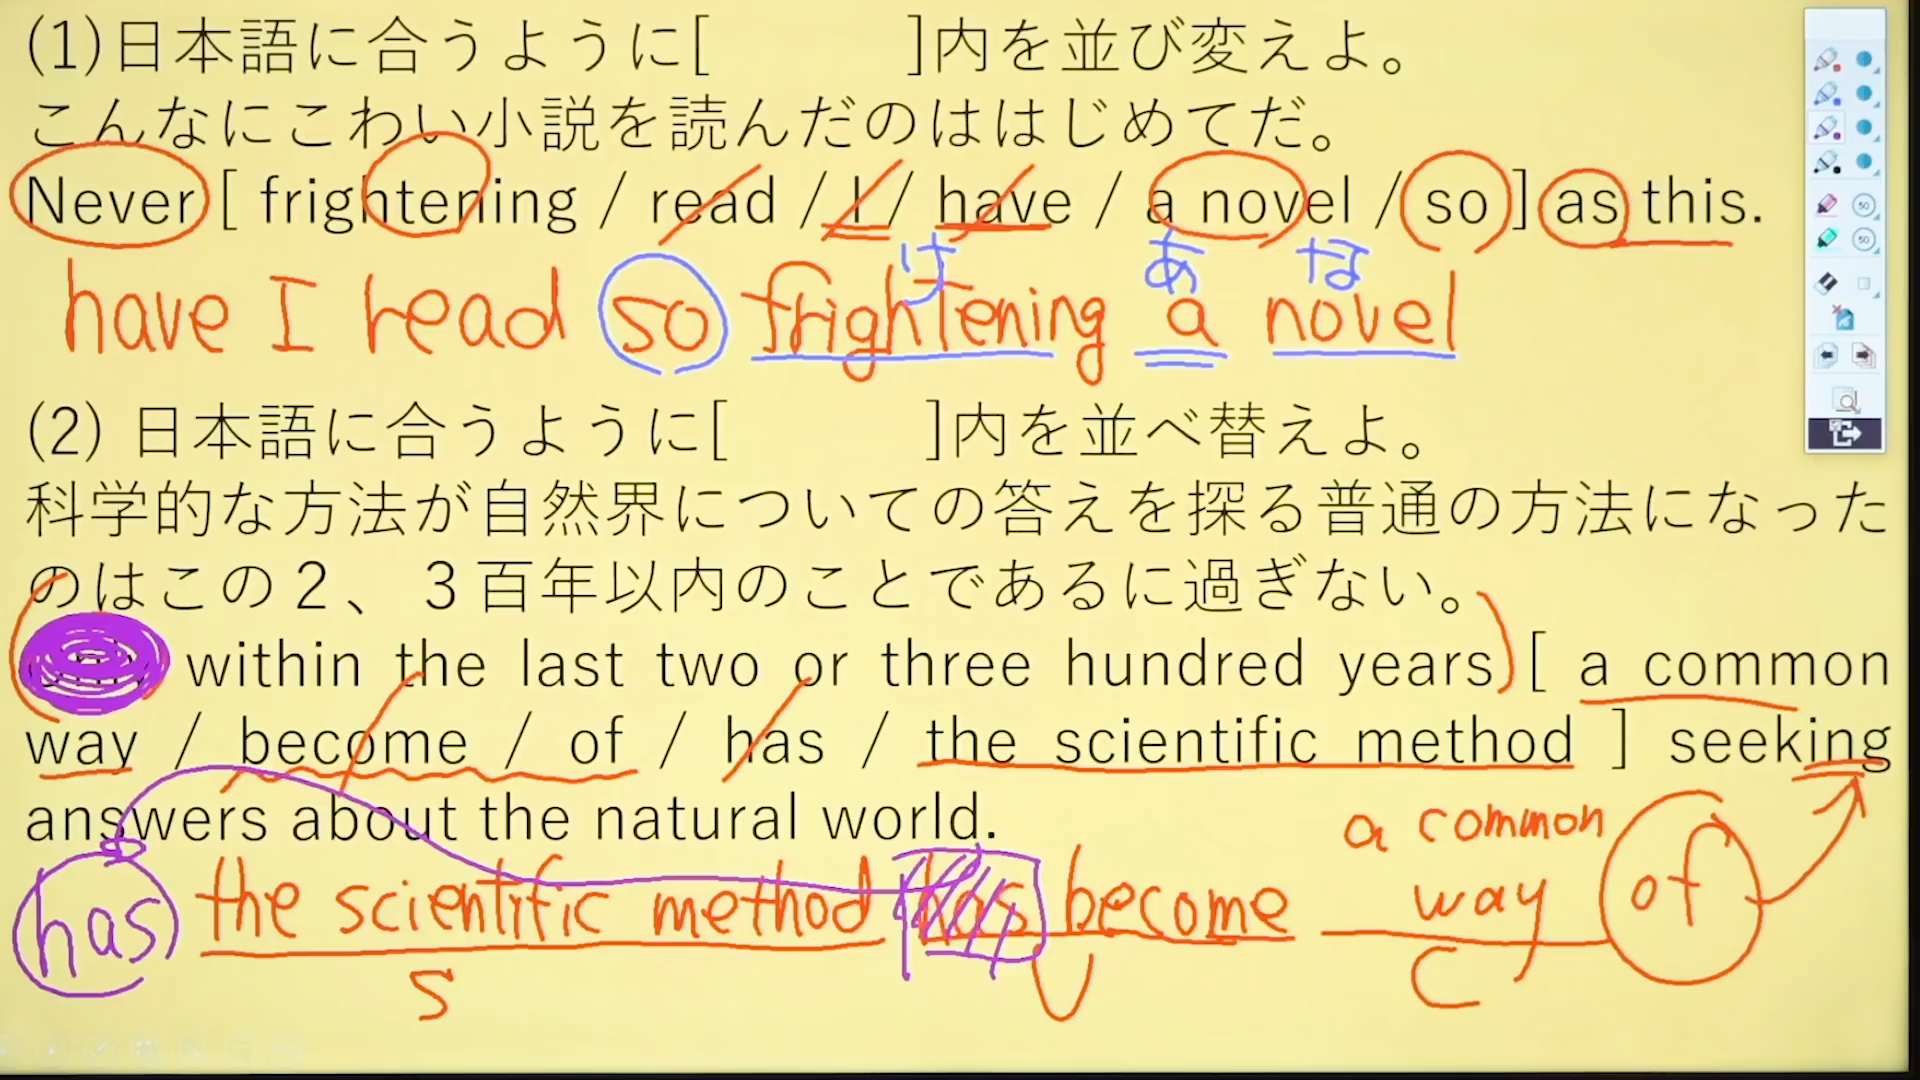 (1)日本語に合うように[ ]内を並び変えよ。
こんなにこわい小説を読んだのははじめてだ。
Never [ frightening / read / I / have / a novel / so ] as this.
け あ な
have I read so frightening a novel
(2) 日本語に合うように[ ]内を並べ替えよ。
科学的な方法が自然界についての答えを探る普通の方法になった
のはこの２、３百年以内のことであるに過ぎない。
within the last two or three hundred years [ a common
way / become / of / has / the scientific method ] seeking
answers about the natural world.
a common
has the scientific method has become way of
S V C